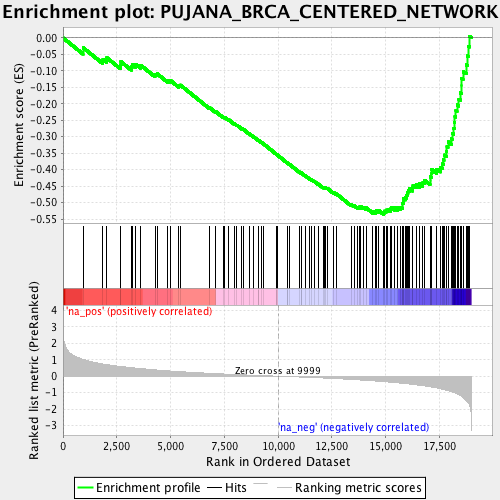 Enrichment plot: PUJANA_BRCA_CENTERED_NETWORK
Enrichment score (ES)
0.00
-0.05
-0.10
-0.15
-0.20
-0.25
-0.30
-0.35
-0.40
-0.45
-0.50
-0.55
'na_pos' (positively correlated)
Ranked list metric (PreRanked)
4
3
2
1
0
-1
-2
-3
Zero cross at 9999
'na_neg' (negatively correlated)
0
2,500
5,000
7,500
10,000
12,500
15,000
17,500
Rank in Ordered Dataset
Enrichment profile
Hits
Ranking metric scores